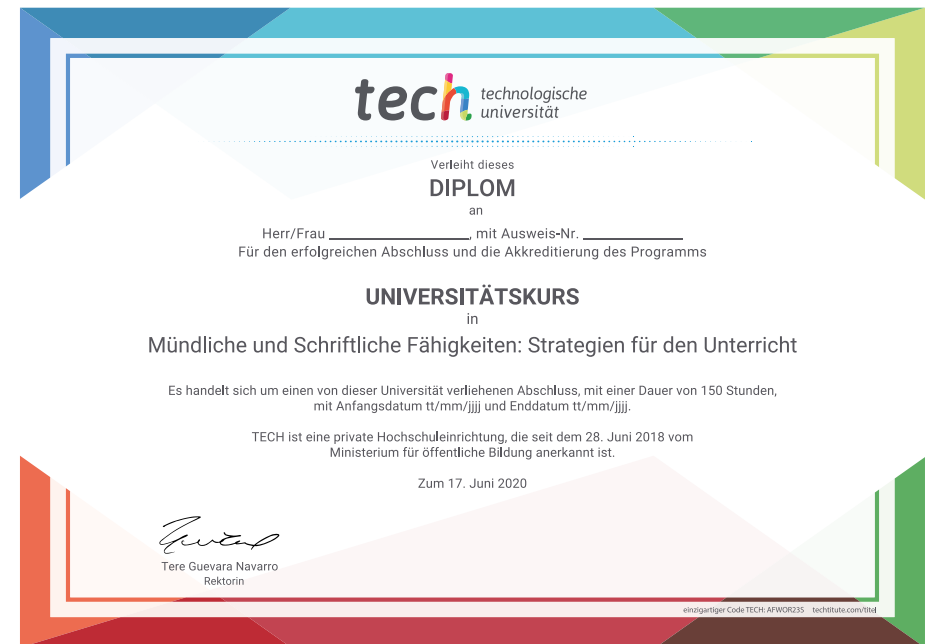 tech technologische
universität
Verleiht dieses
DIPLOM
an
Herr/Frau ____________________, mit Ausweis-Nr. ______________
Für den erfolgreichen Abschluss und die Akkreditierung des Programms
UNIVERSITÄTSKURS
in
Mündliche und Schriftliche Fähigkeiten: Strategien für den Unterricht
Es handelt sich um einen von dieser Universität verliehenen Abschluss, mit einer Dauer von 150 Stunden,
mit Anfangsdatum tt/mm/jjjj und Enddatum tt/mm/jjjj.
TECH ist eine private Hochschuleinrichtung, die seit dem 28. Juni 2018 vom
Ministerium für öffentliche Bildung anerkannt ist.
Zum 17. Juni 2020
Tere Guevara Navarro
Rektorin
einzigartiger Code TECH: AFWOR235 techtitute.com/titel